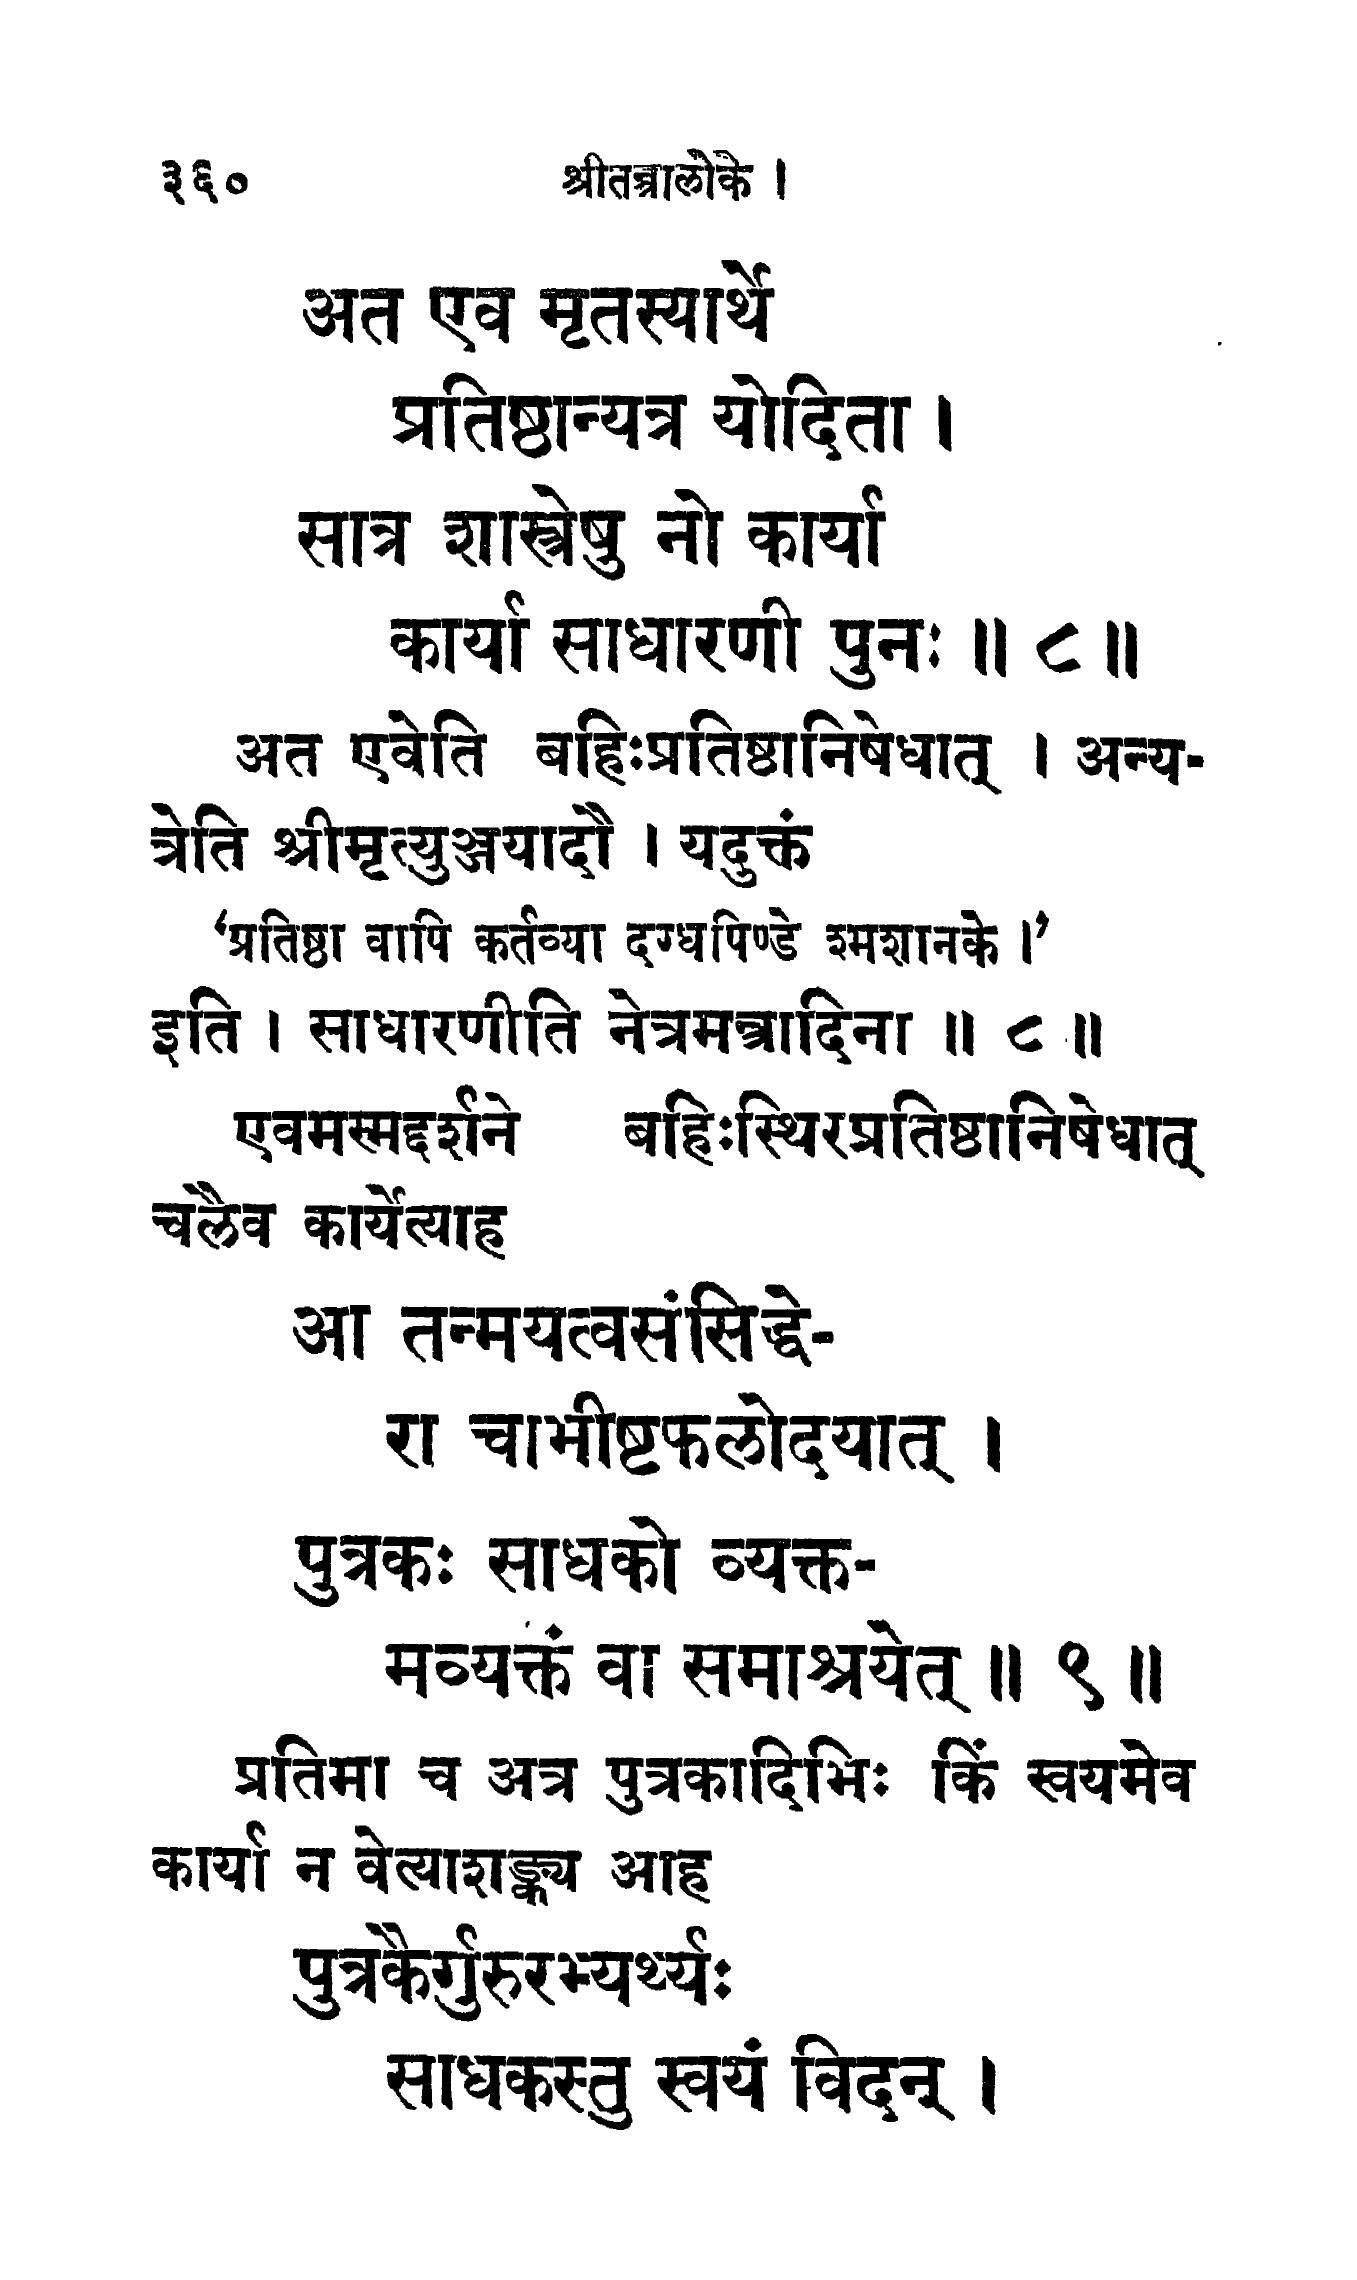 ३६० श्रीतन्त्रालोके ।
अत एव मृतस्यार्थे
प्रतिष्ठान्यत्र योदिता ।
सात्र शास्त्रेषु नो कार्या
कार्या साधारणी पुनः ॥ ८ ॥
अत एवेति बहिःप्रतिष्ठानिषेधात् । अन्य-
त्रेति श्रीमृत्युञ्जयादौ । यदुक्तं
‘प्रतिष्ठा वापि कर्तव्या दग्धपिण्डे श्मशानके ।’
इति । साधारणीति नेत्रमन्त्रादिना ॥ ८ ॥
एवमस्मद्दर्शने बहिःस्थिरप्रतिष्ठानिषेधात्
चलैव कार्येत्याह
आ तन्मयत्वसंसिद्धे-
रा चाभीष्टफलोदयात् ।
पुत्रकः साधको व्यक्त-
मव्यक्तं वा समाश्रयेत् ॥ ९ ॥
प्रतिमा च अत्र पुत्रकादिभिः किं स्वयमेव
कार्या न वेत्याशङ्क्य आह
पुत्रकैर्गुरुरभ्यर्थ्यः
साधकस्तु स्वयं विदन् ।